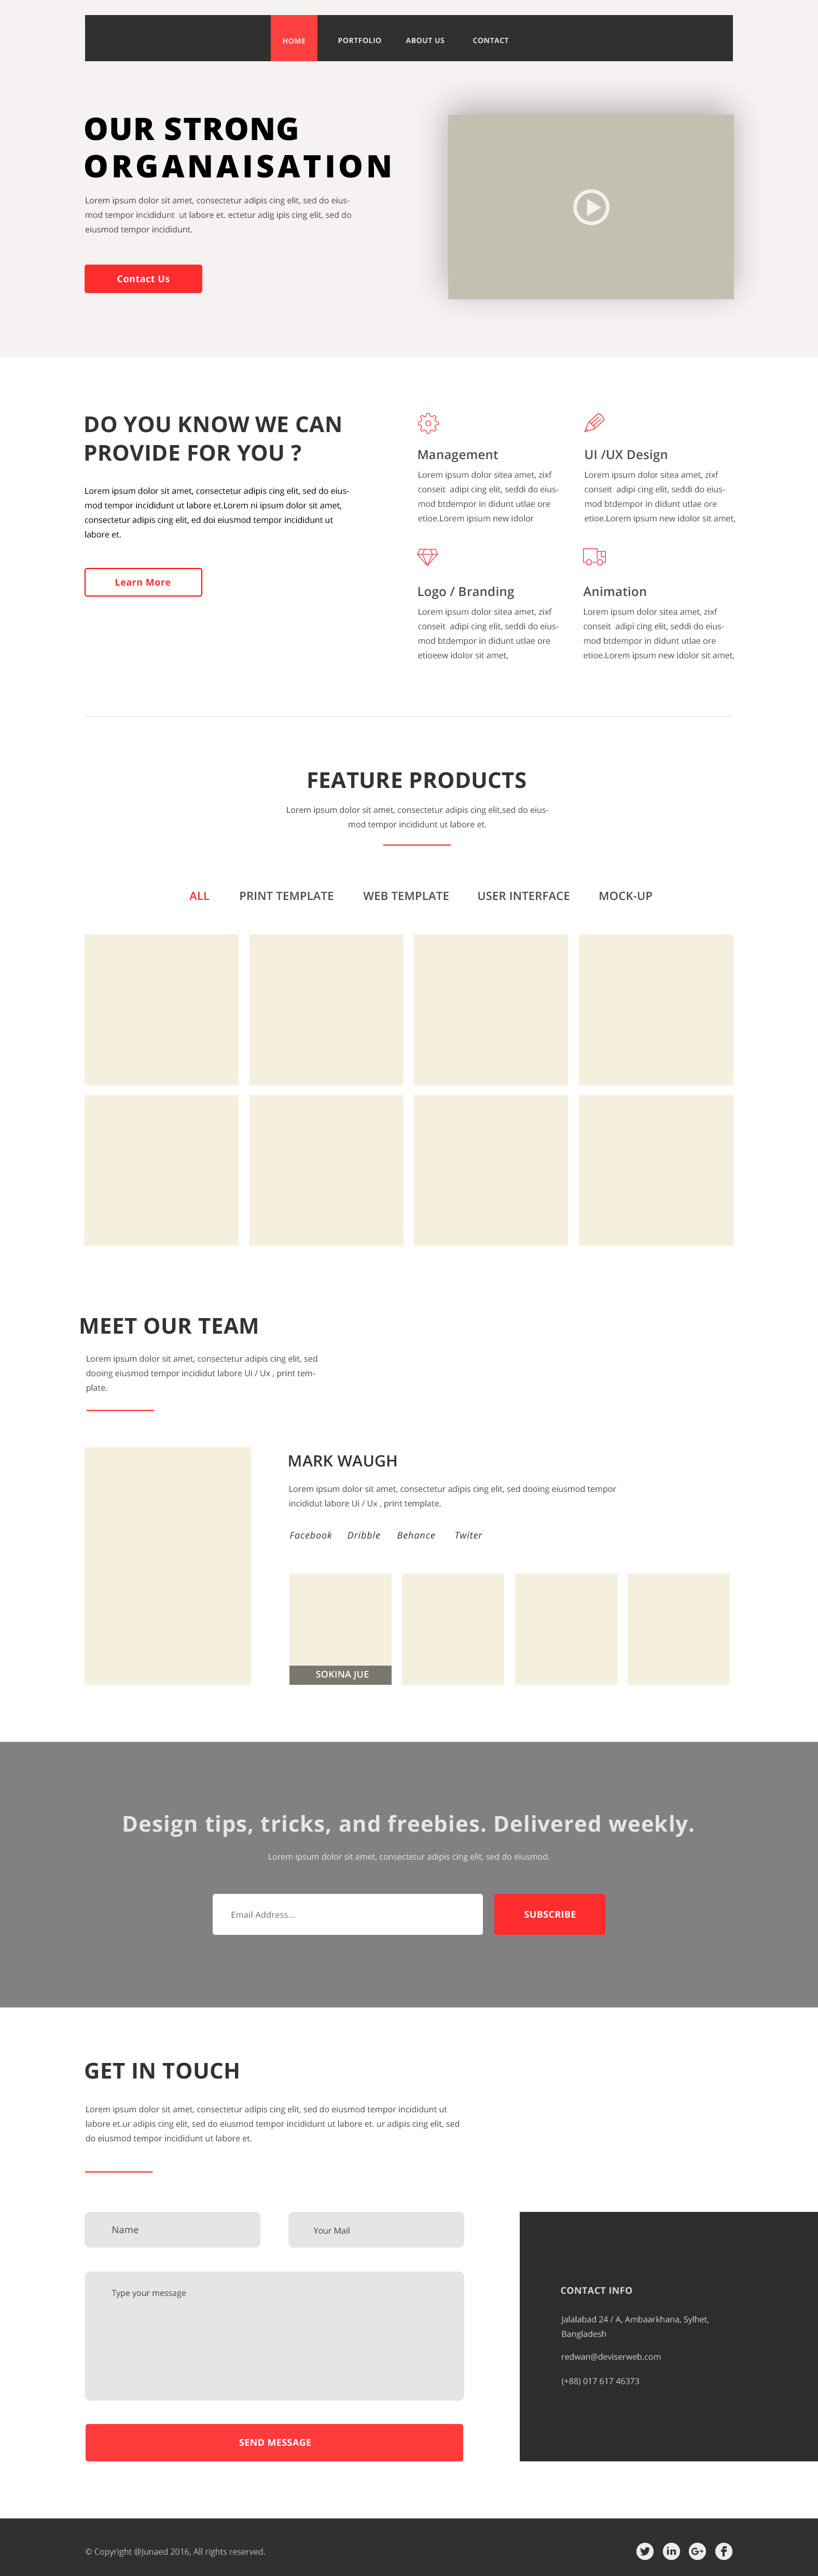 HOME PORTFOLIO ABOUT US CONTACT
OUR STRONG
ORGANAISATION
Lorem ipsum dolor sit amet, consectetur adipis cing elit, sed do eius-
mod tempor incididunt  ut labore et. ectetur adig ipis cing elit, sed do
eiusmod tempor incididunt.
Contact Us
DO YOU KNOW WE CAN
PROVIDE FOR YOU ?
Lorem ipsum dolor sit amet, consectetur adipis cing elit, sed do eius-
mod tempor incididunt ut labore et.Lorem ni ipsum dolor sit amet,
consectetur adipis cing elit, ed doi eiusmod tempor incididunt ut
labore et.
Learn More
Management
Lorem ipsum dolor sitea amet, zixf
conseit  adipi cing elit, seddi do eius-
mod btdempor in didunt utlae ore
etioe.Lorem ipsum new idolor
UI /UX Design
Lorem ipsum dolor sitea amet, zixf
conseit  adipi cing elit, seddi do eius-
mod btdempor in didunt utlae ore
etioe.Lorem ipsum new idolor sit amet,
Logo / Branding
Lorem ipsum dolor sitea amet, zixf
conseit  adipi cing elit, seddi do eius-
mod btdempor in didunt utlae ore
etioeew idolor sit amet,
Animation
Lorem ipsum dolor sitea amet, zixf
conseit  adipi cing elit, seddi do eius-
mod btdempor in didunt utlae ore
etioe.Lorem ipsum new idolor sit amet,
FEATURE PRODUCTS
Lorem ipsum dolor sit amet, consectetur adipis cing elit,sed do eius-
mod tempor incididunt ut labore et.
ALL PRINT TEMPLATE WEB TEMPLATE USER INTERFACE MOCK-UP
MEET OUR TEAM
Lorem ipsum dolor sit amet, consectetur adipis cing elit, sed
dooing eiusmod tempor incididut labore Ui / Ux , print tem-
plate.
MARK WAUGH
Lorem ipsum dolor sit amet, consectetur adipis cing elit, sed dooing eiusmod tempor
incididut labore Ui / Ux , print template.
Facebook Dribble Behance Twiter
SOKINA JUE
Design tips, tricks, and freebies. Delivered weekly.
Lorem ipsum dolor sit amet, consectetur adipis cing elit, sed do eiusmod.
Email Address...
SUBSCRIBE
GET IN TOUCH
Lorem ipsum dolor sit amet, consectetur adipis cing elit, sed do eiusmod tempor incididunt ut
labore et.ur adipis cing elit, sed do eiusmod tempor incididunt ut labore et. ur adipis cing elit, sed
do eiusmod tempor incididunt ut labore et.
Name
Your Mail
Type your message
SEND MESSAGE
CONTACT INFO
Jalalabad 24 / A, Ambaarkhana, Sylhet,
Bangladesh
redwan@deviserweb.com
(+88) 017 617 46373
© Copyright @Junaed 2016, All rights reserved.